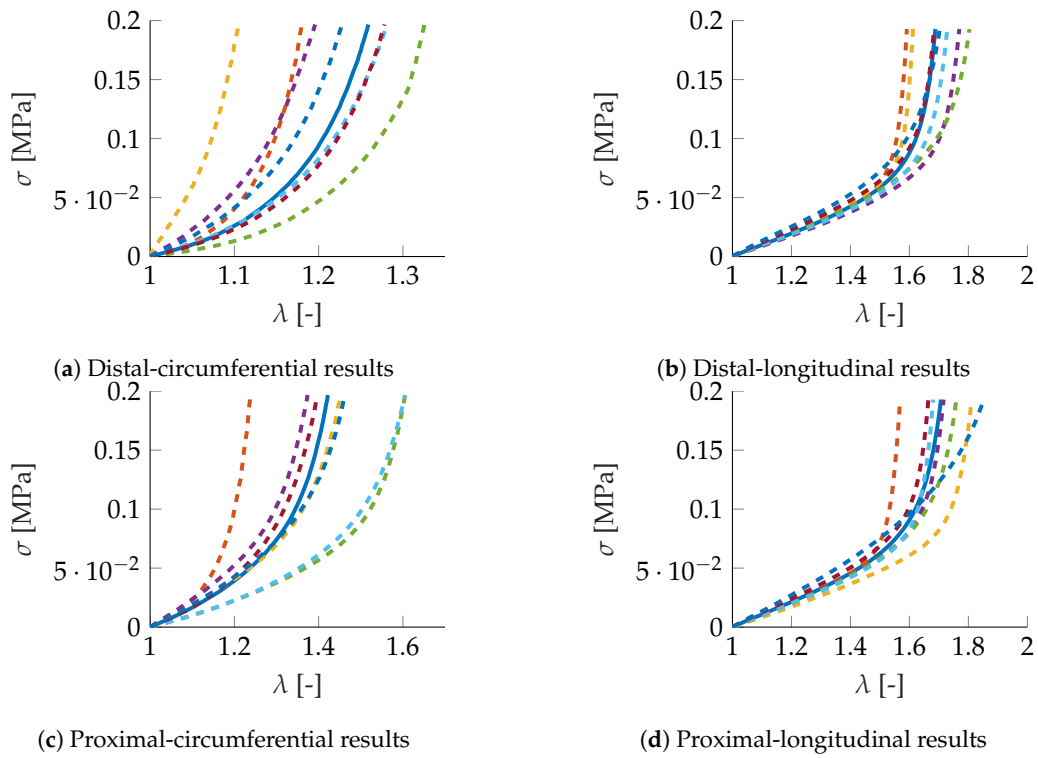 0.2
0.15
0.1
5 · 10⁻²
0
σ [MPa]
1 1.1 1.2 1.3
λ [-]
(a) Distal-circumferential results
0.2
0.15
0.1
5 · 10⁻²
0
σ [MPa]
1 1.2 1.4 1.6 1.8 2
λ [-]
(b) Distal-longitudinal results
0.2
0.15
0.1
5 · 10⁻²
0
σ [MPa]
1 1.2 1.4 1.6
λ [-]
(c) Proximal-circumferential results
0.2
0.15
0.1
5 · 10⁻²
0
σ [MPa]
1 1.2 1.4 1.6 1.8 2
λ [-]
(d) Proximal-longitudinal results